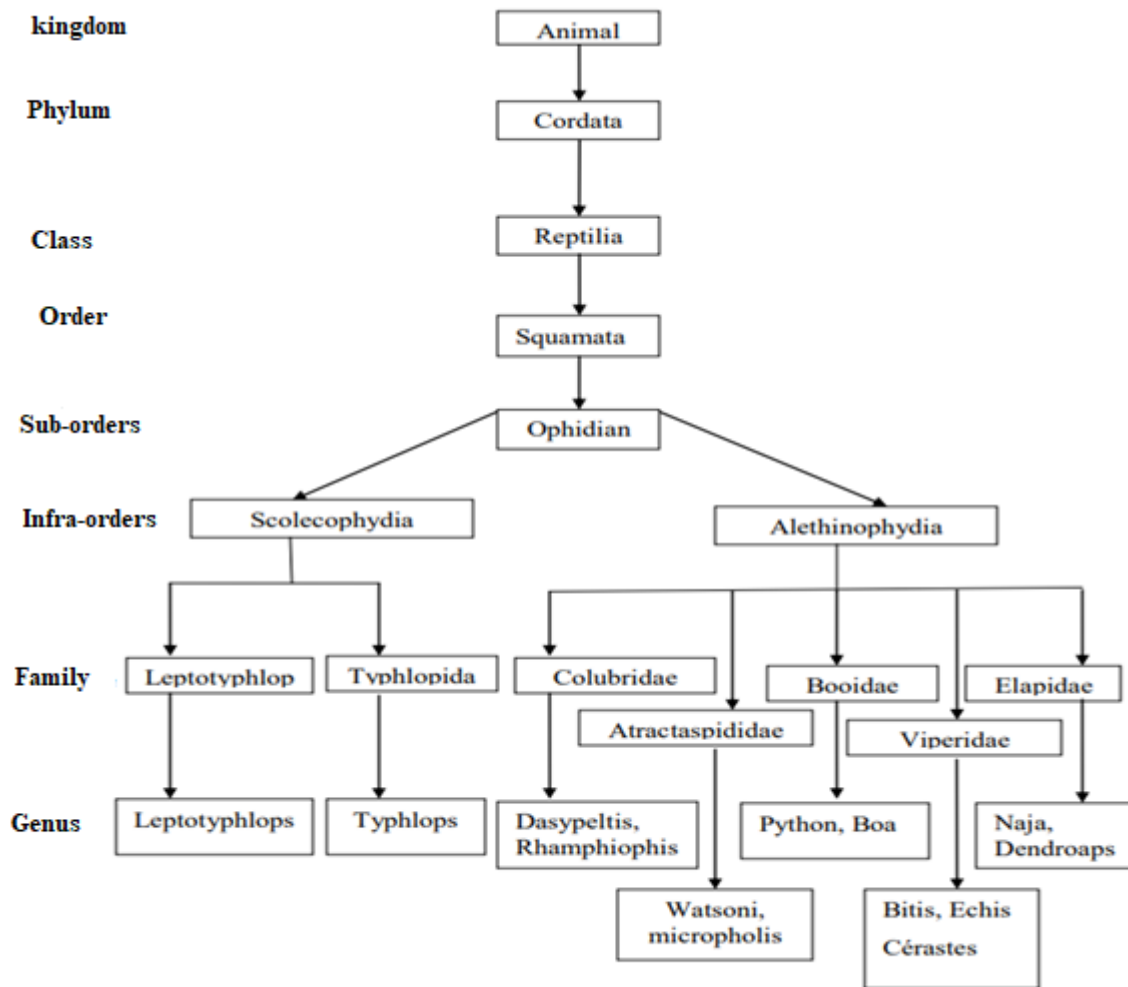 kingdom
Animal
Phylum
Cordata
Class
Reptilia
Order
Squamata
Sub-orders
Ophidian
Infra-orders
Scolecophydia
Alethinophydia
Family
Leptotyphlop
Typhlopida
Colubridae
Booidae
Elapidae
Atractaspididae
Viperidae
Genus
Leptotyphlops
Typhlops
Dasypeltis,
Rhamphiophis
Python, Boa
Naja,
Dendroaps
Watsoni,
micropholis
Bitis, Echis
Cérastes